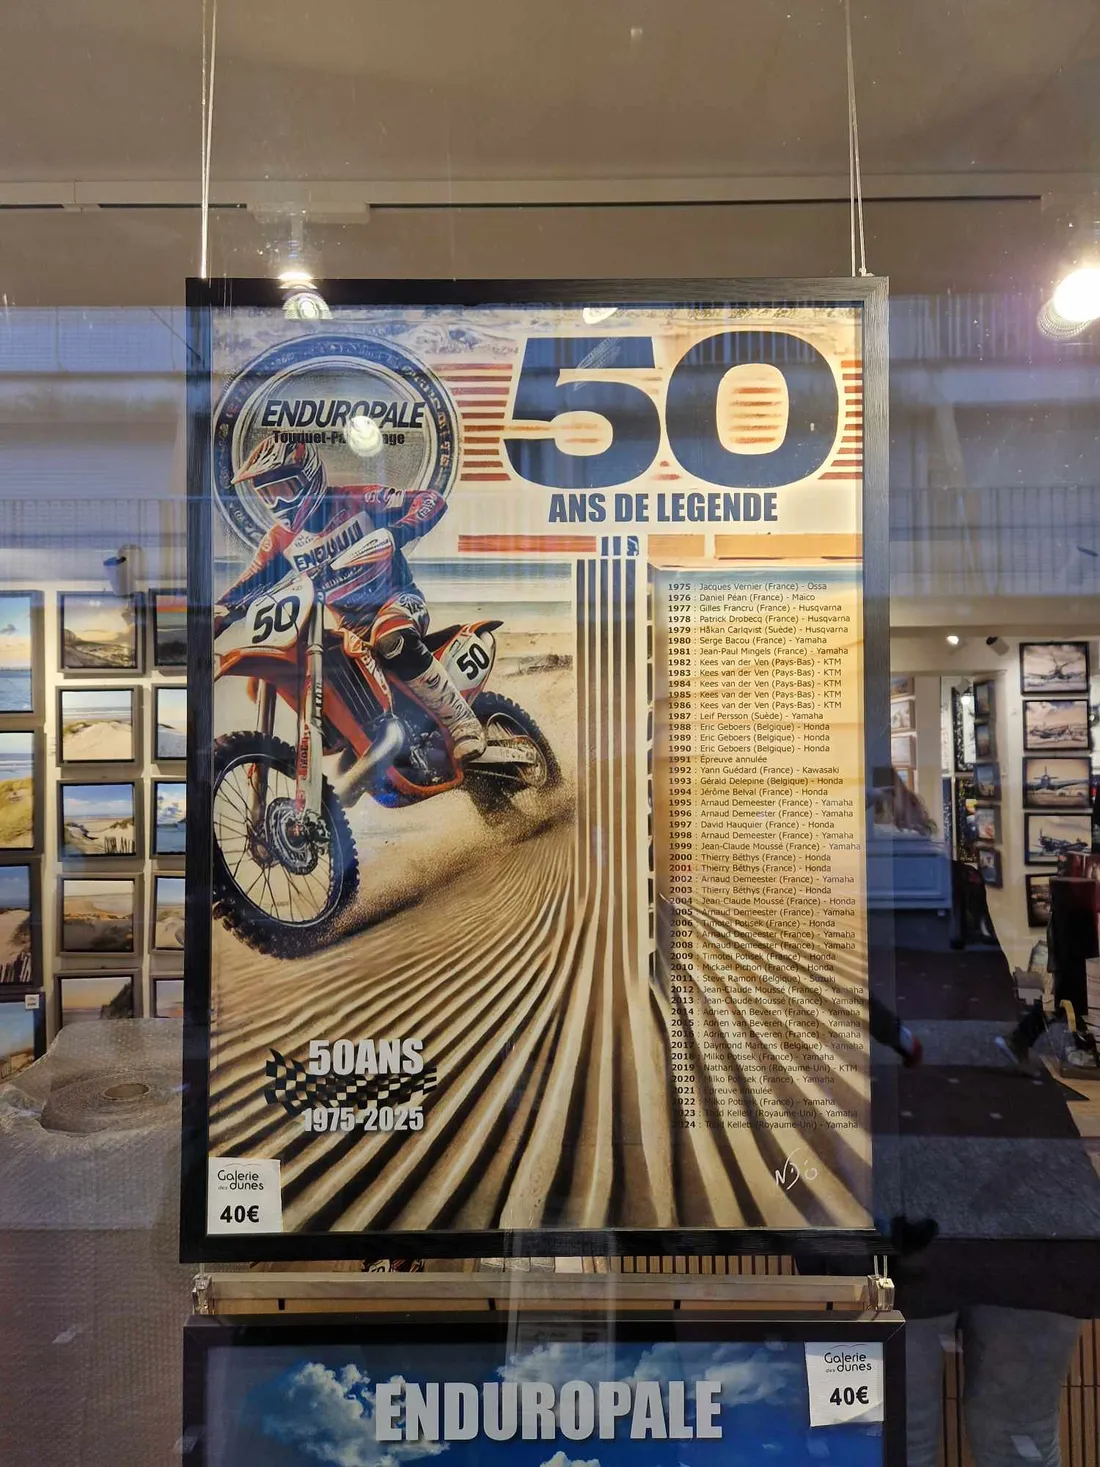 ENDUROPALE
50
ANS DE LEGENDE
50
50
1975 : Jacques Vernier (France) - Ossa
1976 : Daniel Péan (France) - Maïco
1977 : Gilles Francru (France) - Husqvarna
1978 : Patrick Drobecq (France) - Husqvarna
1979 : Håkan Carlqvist (Suède) - Husqvarna
1980 : Serge Bacou (France) - Yamaha
1981 : Jean-Paul Mingels (France) - Yamaha
1982 : Kees van der Ven (Pays-Bas) - KTM
1983 : Kees van der Ven (Pays-Bas) - KTM
1984 : Kees van der Ven (Pays-Bas) - KTM
1985 : Kees van der Ven (Pays-Bas) - KTM
1986 : Kees van der Ven (Pays-Bas) - KTM
1987 : Leif Persson (Suède) - Yamaha
1988 : Eric Geboers (Belgique) - Honda
1989 : Eric Geboers (Belgique) - Honda
1990 : Eric Geboers (Belgique) - Honda
1991 : Épreuve annulée
1992 : Yann Guédard (France) - Kawasaki
1993 : Gérald Delepine (Belgique) - Honda
1994 : Jérôme Belval (France) - Honda
1995 : Arnaud Demeester (France) - Yamaha
1996 : Arnaud Demeester (France) - Yamaha
1997 : David Hauquier (France) - Honda
1998 : Arnaud Demeester (France) - Yamaha
1999 : Jean-Claude Moussé (France) - Yamaha
2000 : Thierry Béthys (France) - Honda
2001 : Thierry Béthys (France) - Honda
2002 : Arnaud Demeester (France) - Yamaha
2003 : Thierry Béthys (France) - Honda
2004 : Jean-Claude Moussé (France) - Honda
2005 : Arnaud Demeester (France) - Yamaha
2006 : Timoteï Potisek (France) - Honda
2007 : Arnaud Demeester (France) - Yamaha
2008 : Arnaud Demeester (France) - Yamaha
2009 : Timoteï Potisek (France) - Honda
2010 : Mickaël Pichon (France) - Honda
2011 : Steve Ramon (Belgique) - Suzuki
2012 : Jean-Claude Moussé (France) - Yamaha
2013 : Jean-Claude Moussé (France) - Yamaha
2014 : Adrien van Beveren (France) - Yamaha
2015 : Adrien van Beveren (France) - Yamaha
2016 : Adrien van Beveren (France) - Yamaha
2017 : Daymond Martens (Belgique) - Yamaha
2018 : Milko Potisek (France) - Yamaha
2019 : Nathan Watson (Royaume-Uni) - KTM
2020 : Milko Potisek (France) - Yamaha
2021 : Épreuve annulée
2022 : Milko Potisek (France) - Yamaha
2023 : Todd Kellett (Royaume-Uni) - Yamaha
2024 : Todd Kellett (Royaume-Uni) - Yamaha
50ANS
1975-2025
Galerie
des dunes
40€
Galerie
des dunes
40€
ENDUROPALE